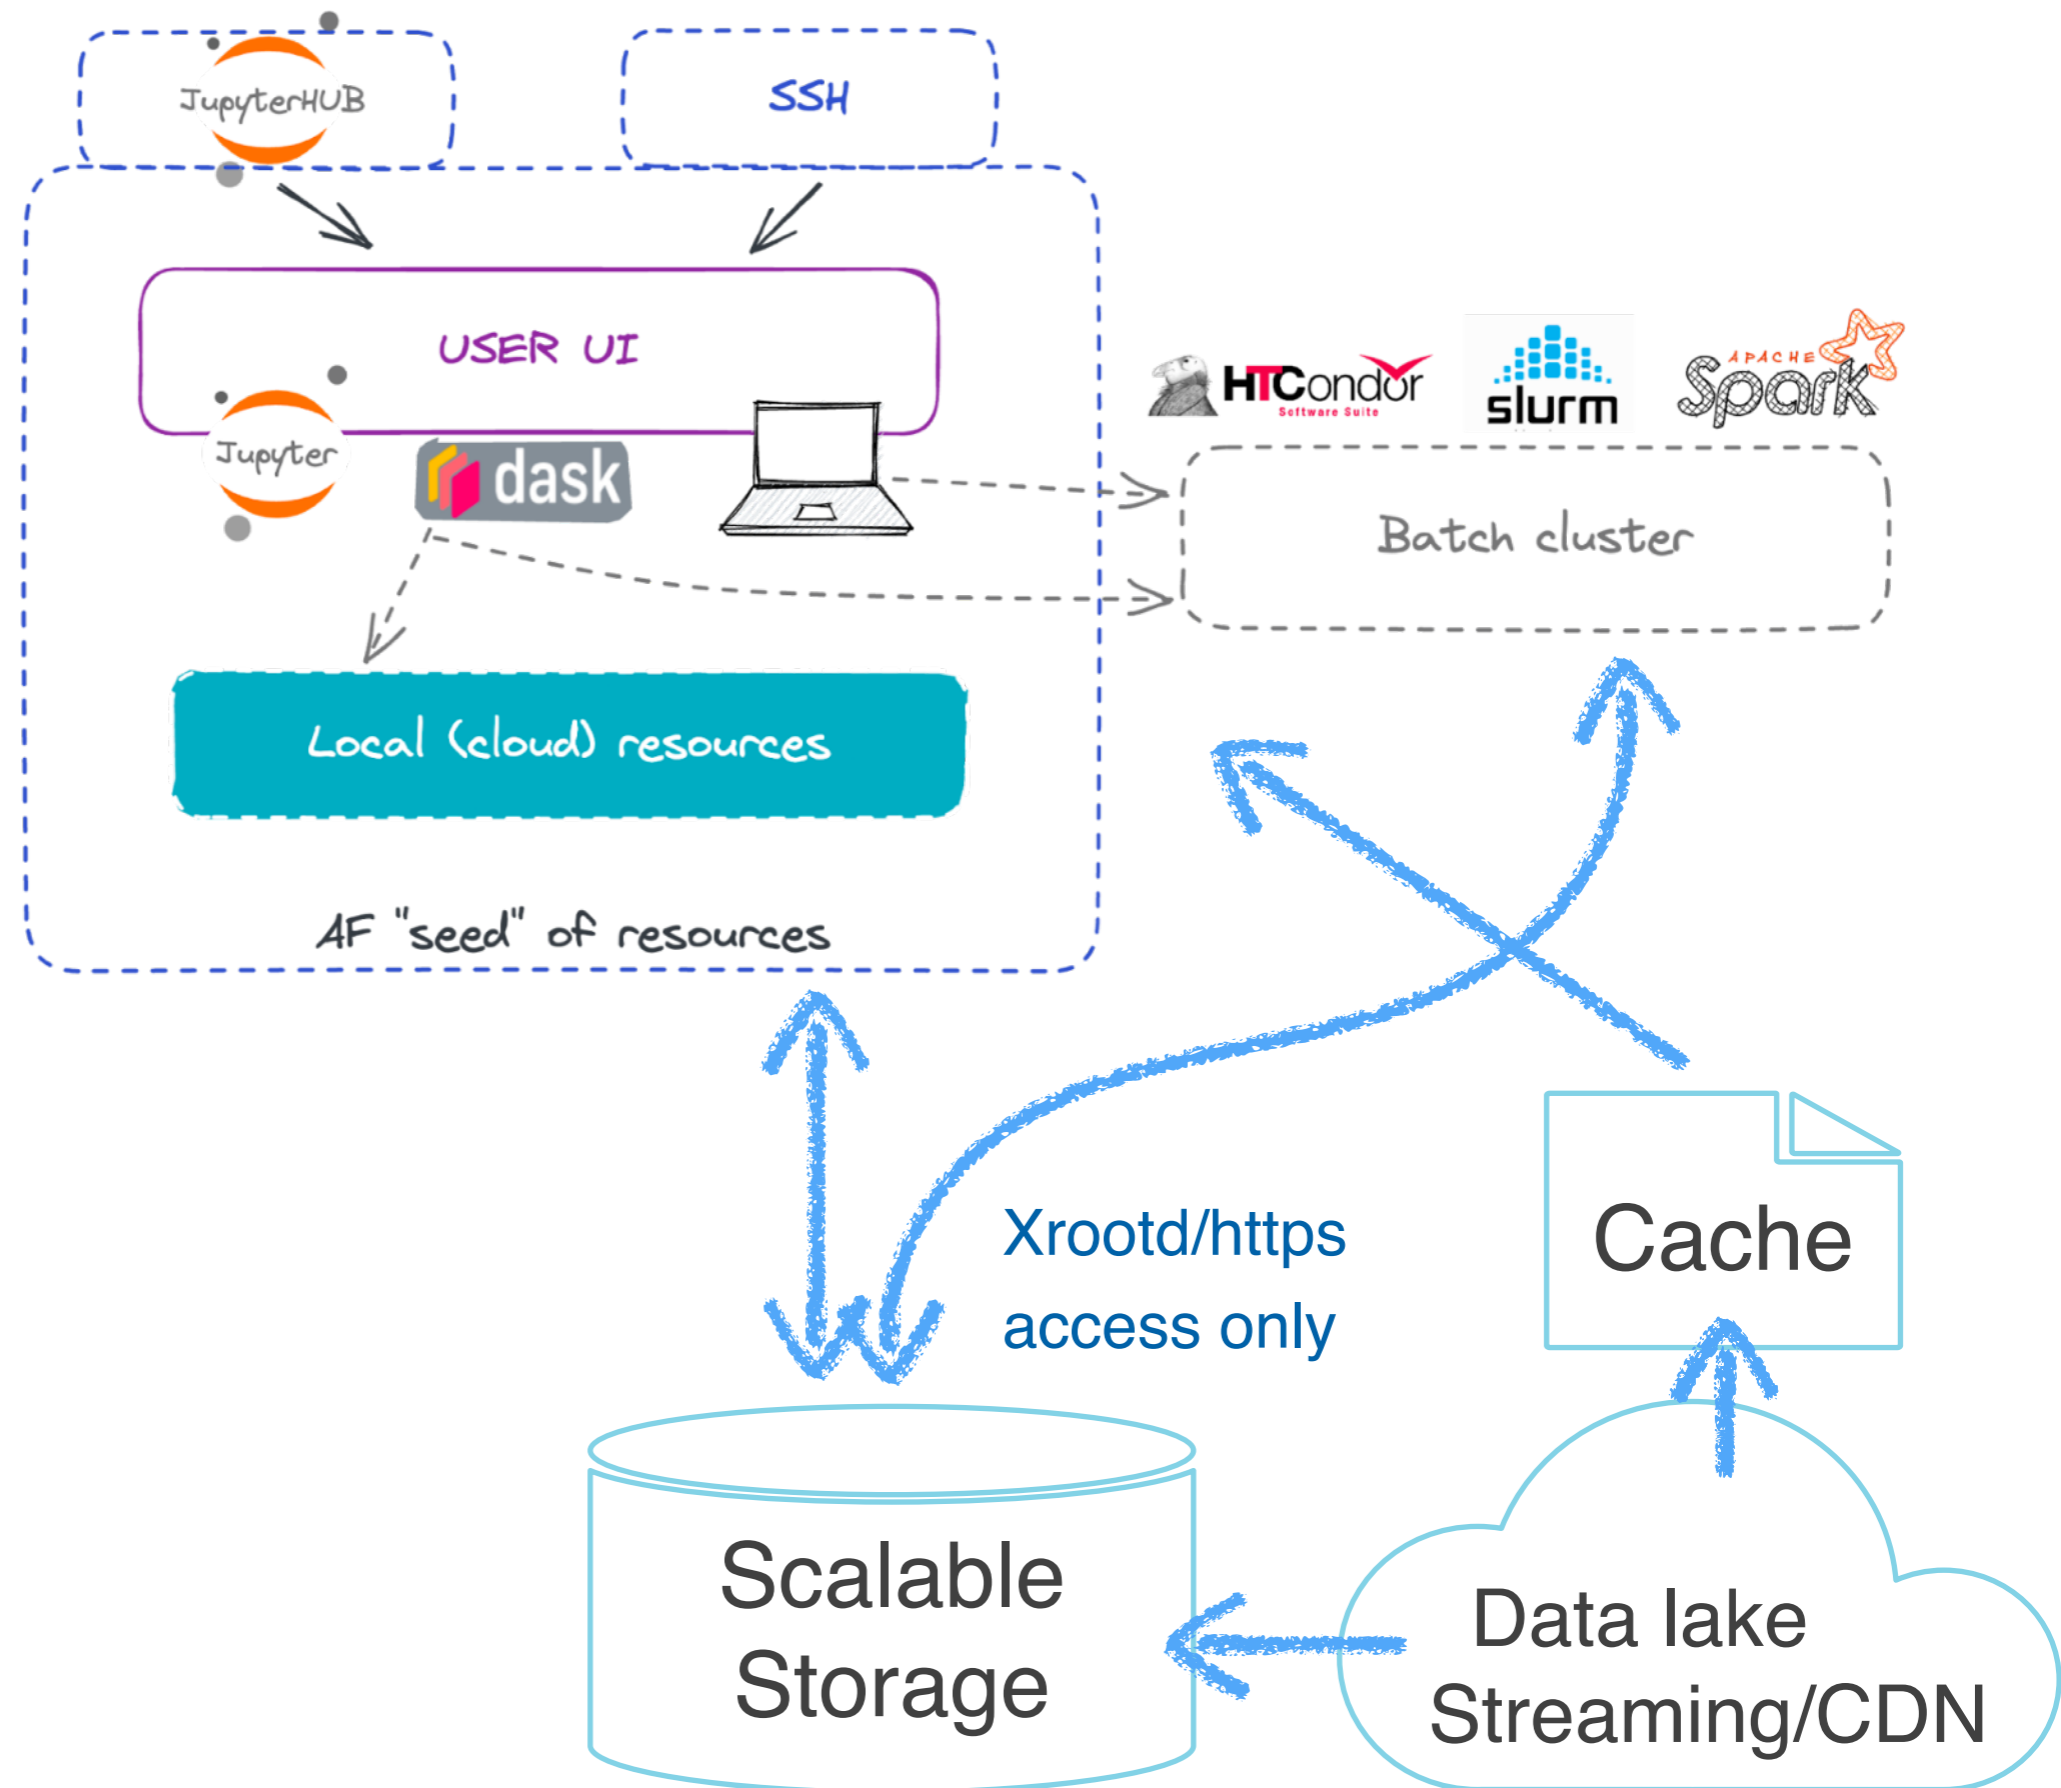 JupyterHUB
SSH
USER UI
Jupyter
dask
HTCondor
Software Suite
slurm
APACHE
Spark
Batch cluster
Local (cloud) resources
AF "seed" of resources
Xrootd/https
access only
Cache
Scalable
Storage
Data lake
Streaming/CDN